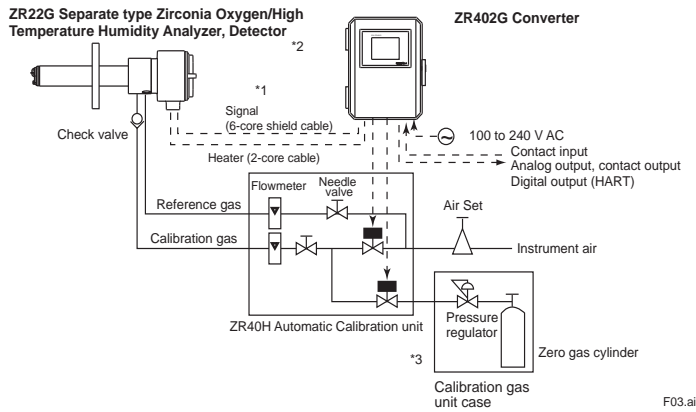 ZR22G Separate type Zirconia Oxygen/High
Temperature Humidity Analyzer, Detector
*2
ZR402G Converter
*1
Signal
(6-core shield cable)
Check valve
Heater (2-core cable)
100 to 240 V AC
Contact input
Analog output, contact output
Digital output (HART)
Flowmeter
Needle
valve
Reference gas
Air Set
Calibration gas
Instrument air
ZR40H Automatic Calibration unit
Pressure
regulator
*3
Zero gas cylinder
Calibration gas
unit case
F03.ai